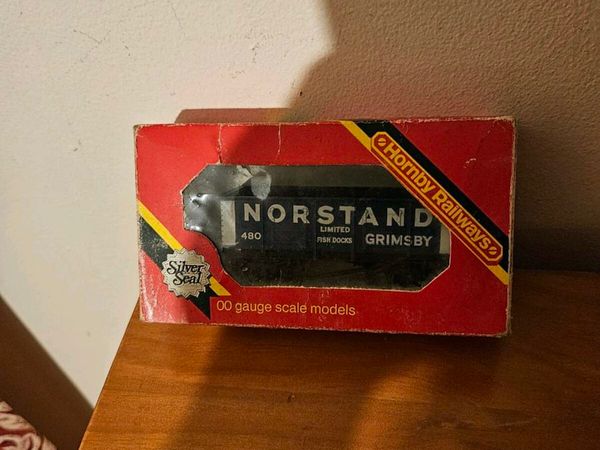 Hornby Railways
NORSTAND
480
LIMITED
FISH DOCKS
GRIMSBY
Silver
Seal
00 gauge scale models